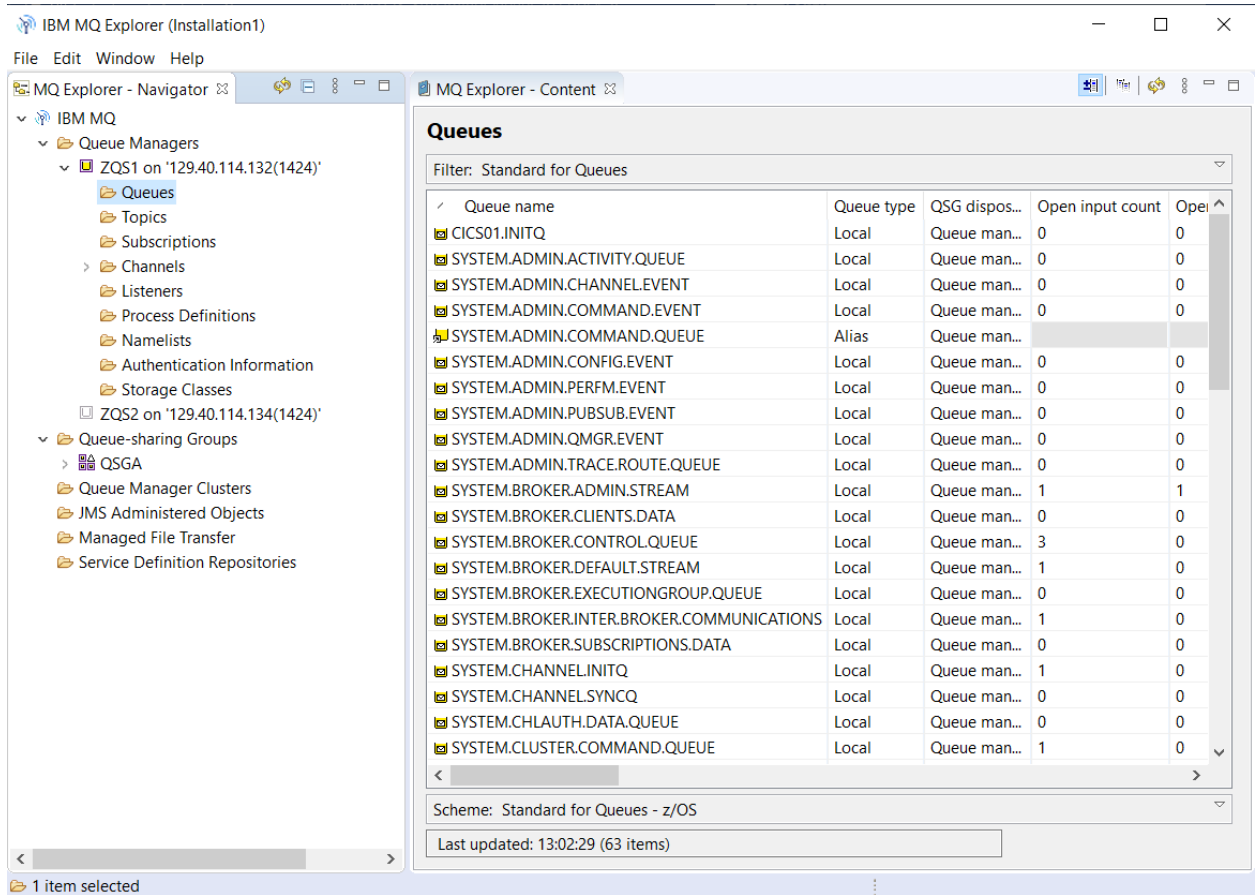 IBM MQ Explorer (Installation1)
File Edit Window Help
MQ Explorer - Navigator
IBM MQ
Queue Managers
ZQS1 on '129.40.114.132(1424)'
Queues
Topics
Subscriptions
Channels
Listeners
Process Definitions
Namelists
Authentication Information
Storage Classes
ZQS2 on '129.40.114.134(1424)'
Queue-sharing Groups
QSGA
Queue Manager Clusters
JMS Administered Objects
Managed File Transfer
Service Definition Repositories
MQ Explorer - Content
Queues
Filter: Standard for Queues
Queue name Queue type QSG dispos... Open input count Oper
CICS01.INITQ Local Queue man... 0 0
SYSTEM.ADMIN.ACTIVITY.QUEUE Local Queue man... 0 0
SYSTEM.ADMIN.CHANNEL.EVENT Local Queue man... 0 0
SYSTEM.ADMIN.COMMAND.EVENT Local Queue man... 0 0
SYSTEM.ADMIN.COMMAND.QUEUE Alias Queue man...
SYSTEM.ADMIN.CONFIG.EVENT Local Queue man... 0 0
SYSTEM.ADMIN.PERFM.EVENT Local Queue man... 0 0
SYSTEM.ADMIN.PUBSUB.EVENT Local Queue man... 0 0
SYSTEM.ADMIN.QMGR.EVENT Local Queue man... 0 0
SYSTEM.ADMIN.TRACE.ROUTE.QUEUE Local Queue man... 0 0
SYSTEM.BROKER.ADMIN.STREAM Local Queue man... 1 1
SYSTEM.BROKER.CLIENTS.DATA Local Queue man... 0 0
SYSTEM.BROKER.CONTROL.QUEUE Local Queue man... 3 0
SYSTEM.BROKER.DEFAULT.STREAM Local Queue man... 1 0
SYSTEM.BROKER.EXECUTIONGROUP.QUEUE Local Queue man... 0 0
SYSTEM.BROKER.INTER.BROKER.COMMUNICATIONS Local Queue man... 1 0
SYSTEM.BROKER.SUBSCRIPTIONS.DATA Local Queue man... 0 0
SYSTEM.CHANNEL.INITQ Local Queue man... 1 0
SYSTEM.CHANNEL.SYNCQ Local Queue man... 0 0
SYSTEM.CHLAUTH.DATA.QUEUE Local Queue man... 0 0
SYSTEM.CLUSTER.COMMAND.QUEUE Local Queue man... 1 0
Scheme: Standard for Queues - z/OS
Last updated: 13:02:29 (63 items)
1 item selected